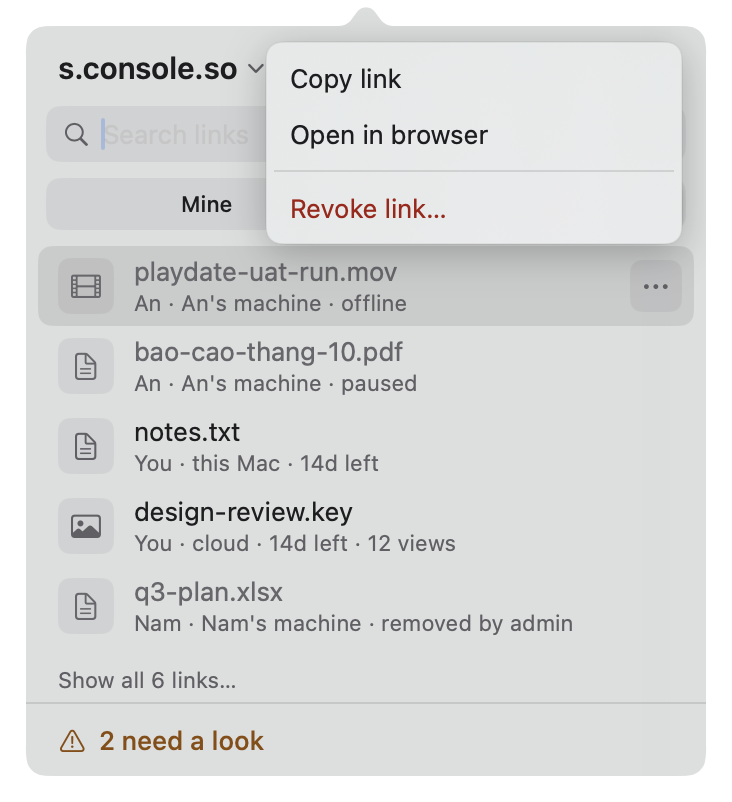 s.console.so
Copy link
Open in browser
Revoke link...
Search links
Mine
playdate-uat-run.mov
An · An's machine · offline
bao-cao-thang-10.pdf
An · An's machine · paused
notes.txt
You · this Mac · 14d left
design-review.key
You · cloud · 14d left · 12 views
q3-plan.xlsx
Nam · Nam's machine · removed by admin
Show all 6 links...
2 need a look